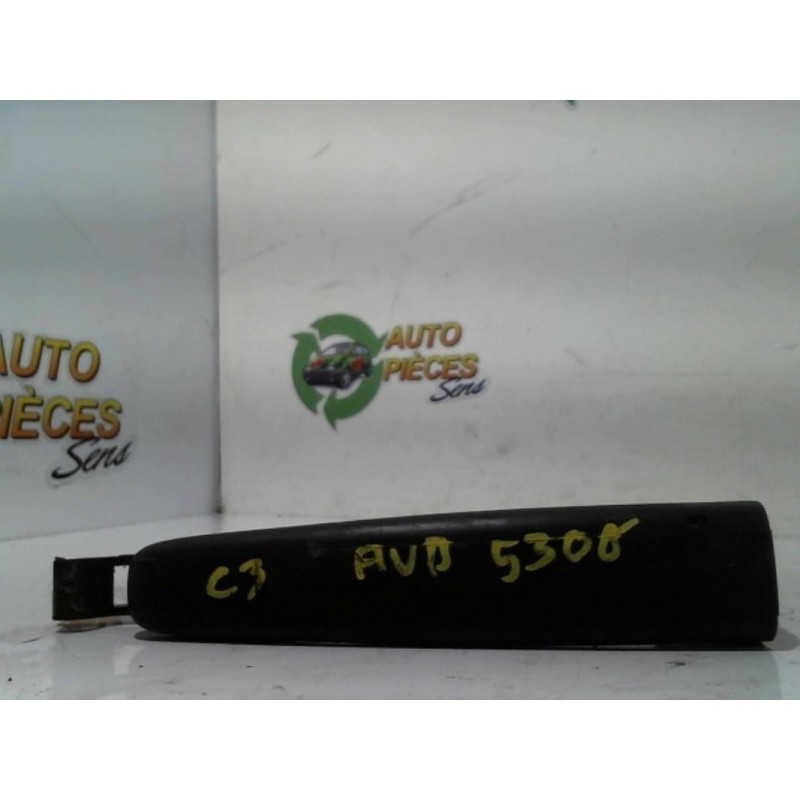 AUTO
PIÈCES
Sens
AUTO
PIÈCES
Sens
C3 AVD 5308